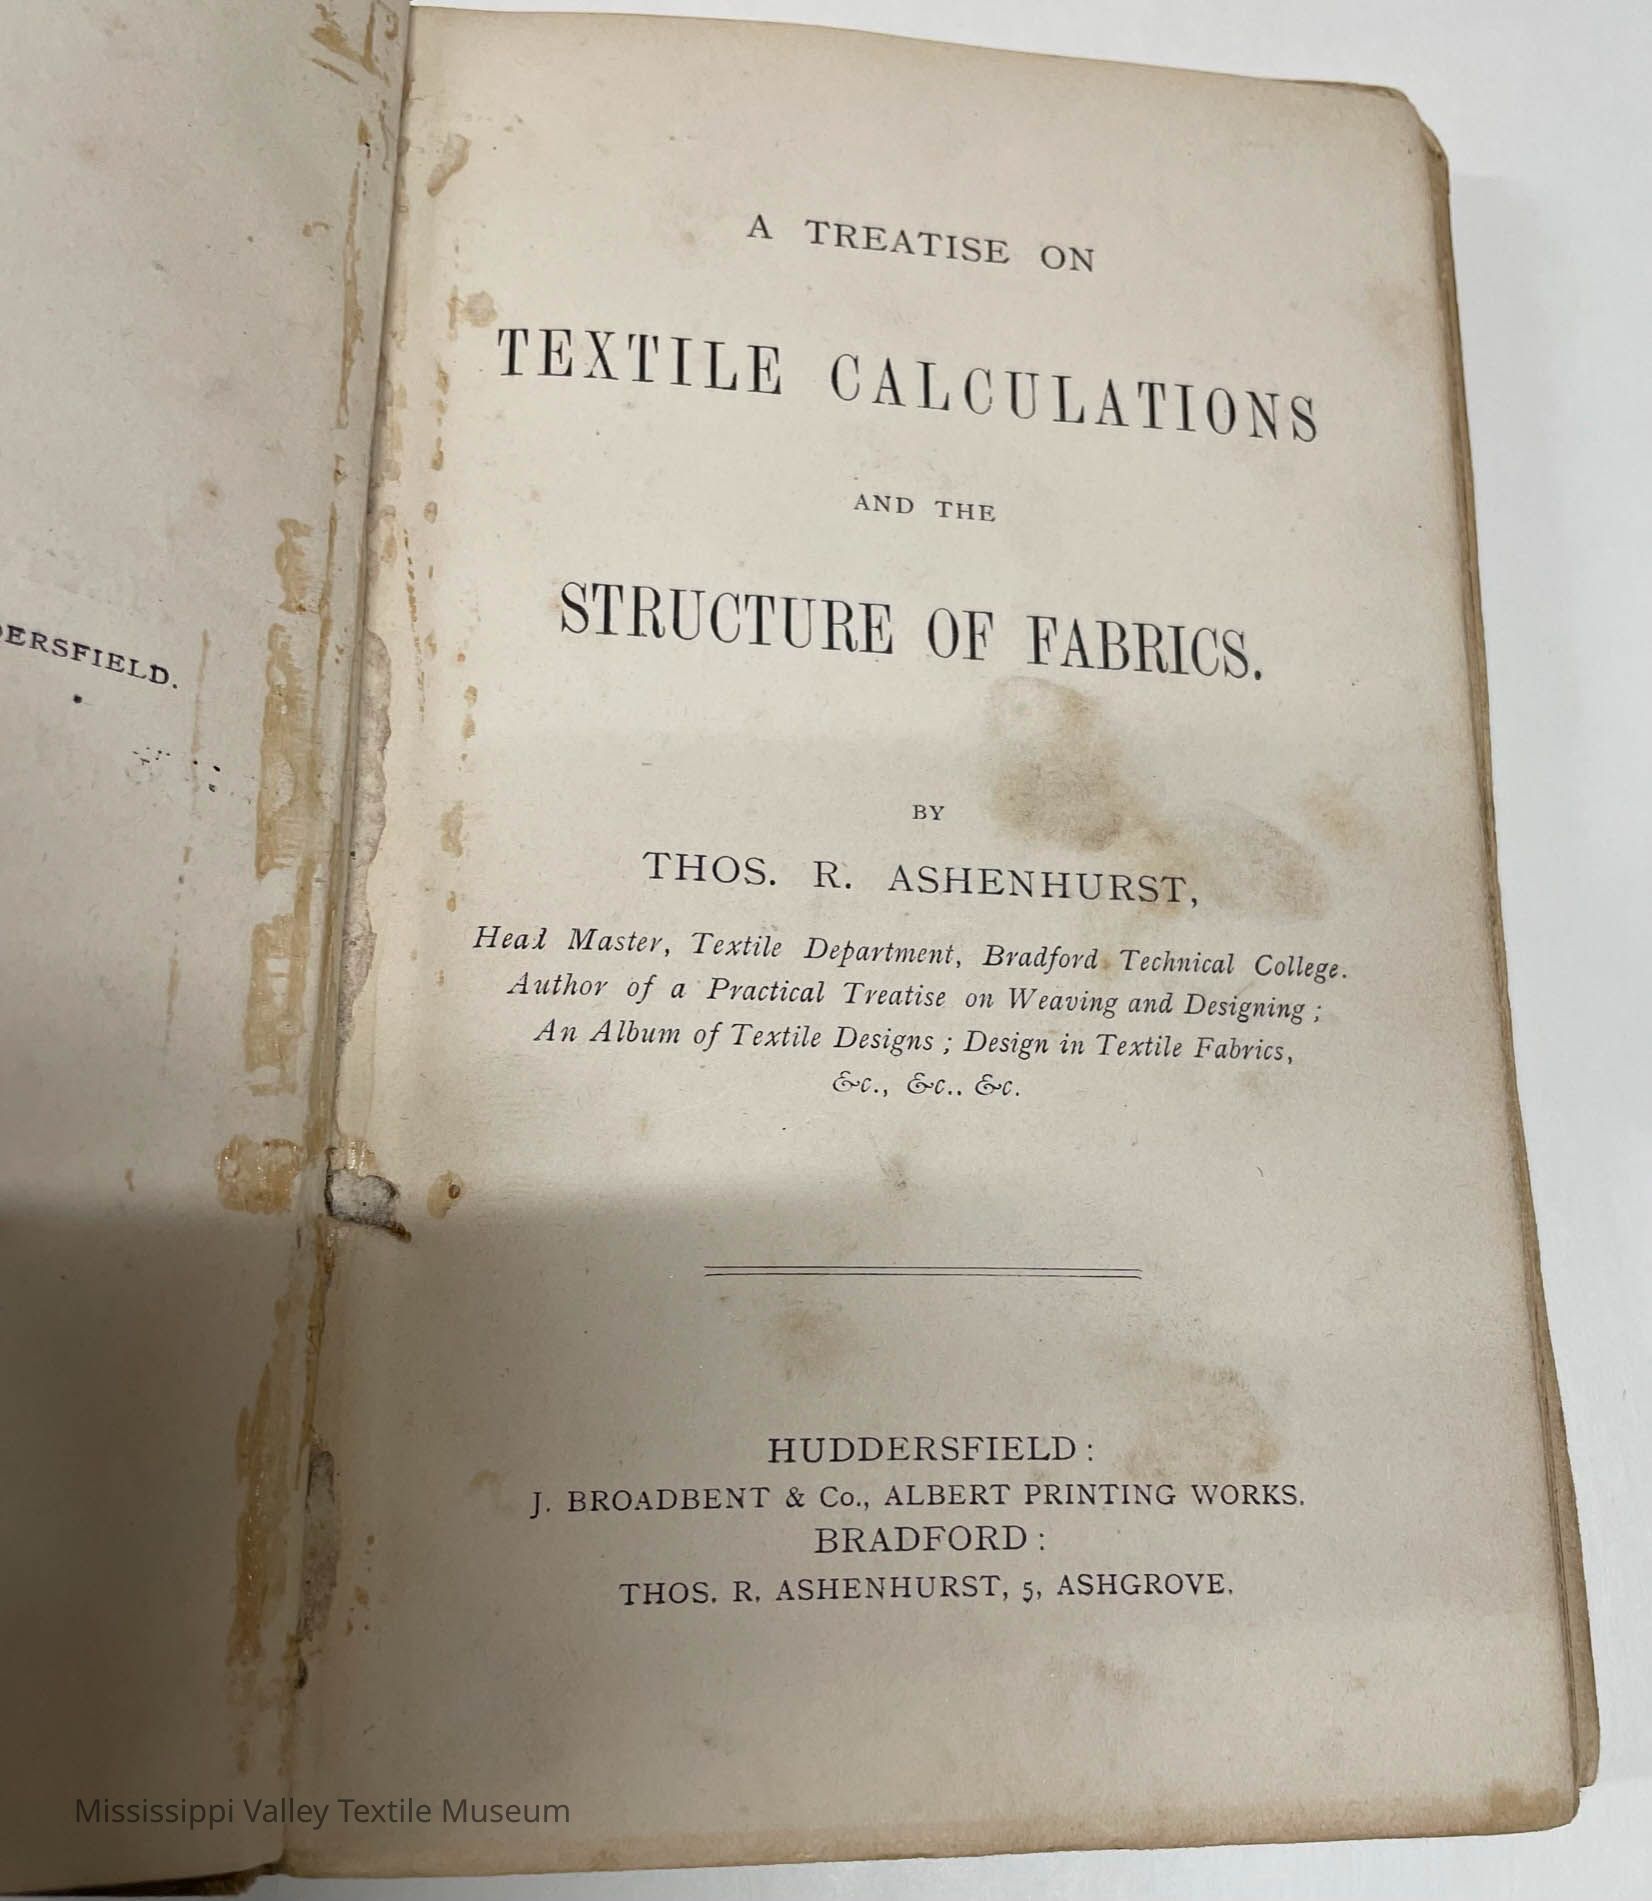 DERSFIELD.
A TREATISE ON
TEXTILE CALCULATIONS
AND THE
STRUCTURE OF FABRICS.
BY
THOS. R. ASHENHURST,
Head Master, Textile Department, Bradford Technical College.
Author of a Practical Treatise on Weaving and Designing ;
An Album of Textile Designs ; Design in Textile Fabrics,
&c., &c.. &c.
HUDDERSFIELD :
J. BROADBENT & Co., ALBERT PRINTING WORKS.
BRADFORD :
THOS. R. ASHENHURST, 5, ASHGROVE.
Mississippi Valley Textile Museum